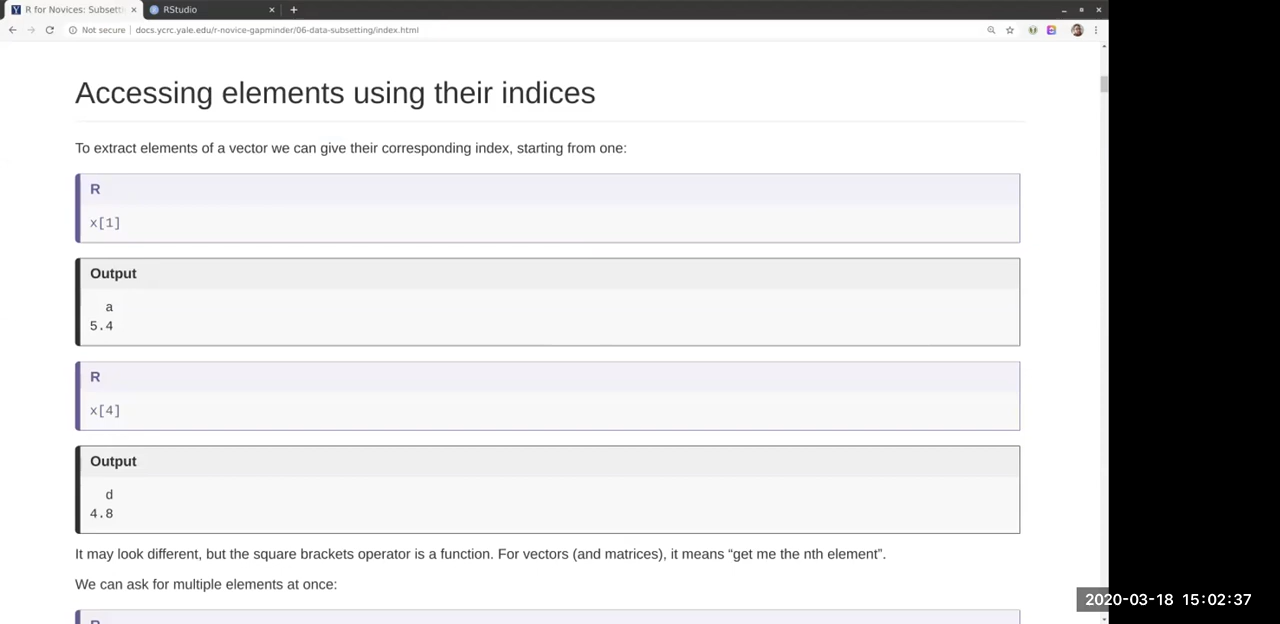 R for Novices: Subsetti
RStudio
Not secure | docs.ycrc.yale.edu/r-novice-gapminder/06-data-subsetting/index.html
Accessing elements using their indices
To extract elements of a vector we can give their corresponding index, starting from one:
R
x[1]
Output
a
5.4
R
x[4]
Output
d
4.8
It may look different, but the square brackets operator is a function. For vectors (and matrices), it means “get me the nth element”.
We can ask for multiple elements at once:
R
2020-03-18 15:02:37